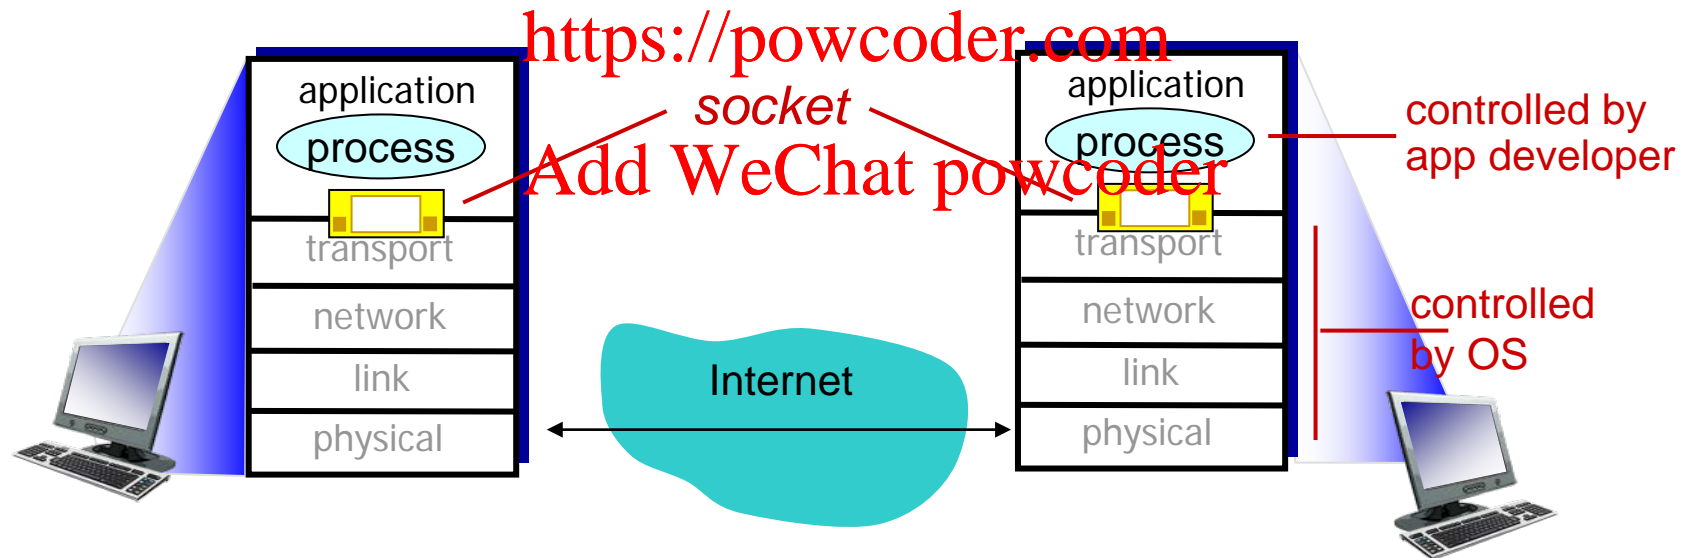 https://powcoder.com
application
process
transport
network
link
physical
socket
Add WeChat powcoder
Internet
application
process
transport
network
link
physical
controlled by
app developer
controlled
by OS